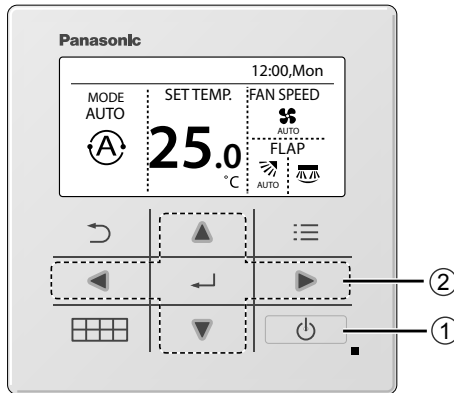 Panasonic
12:00,Mon
MODE
AUTO
A
SET TEMP.
25.0
°C
FAN SPEED
AUTO
FLAP
AUTO
②
①